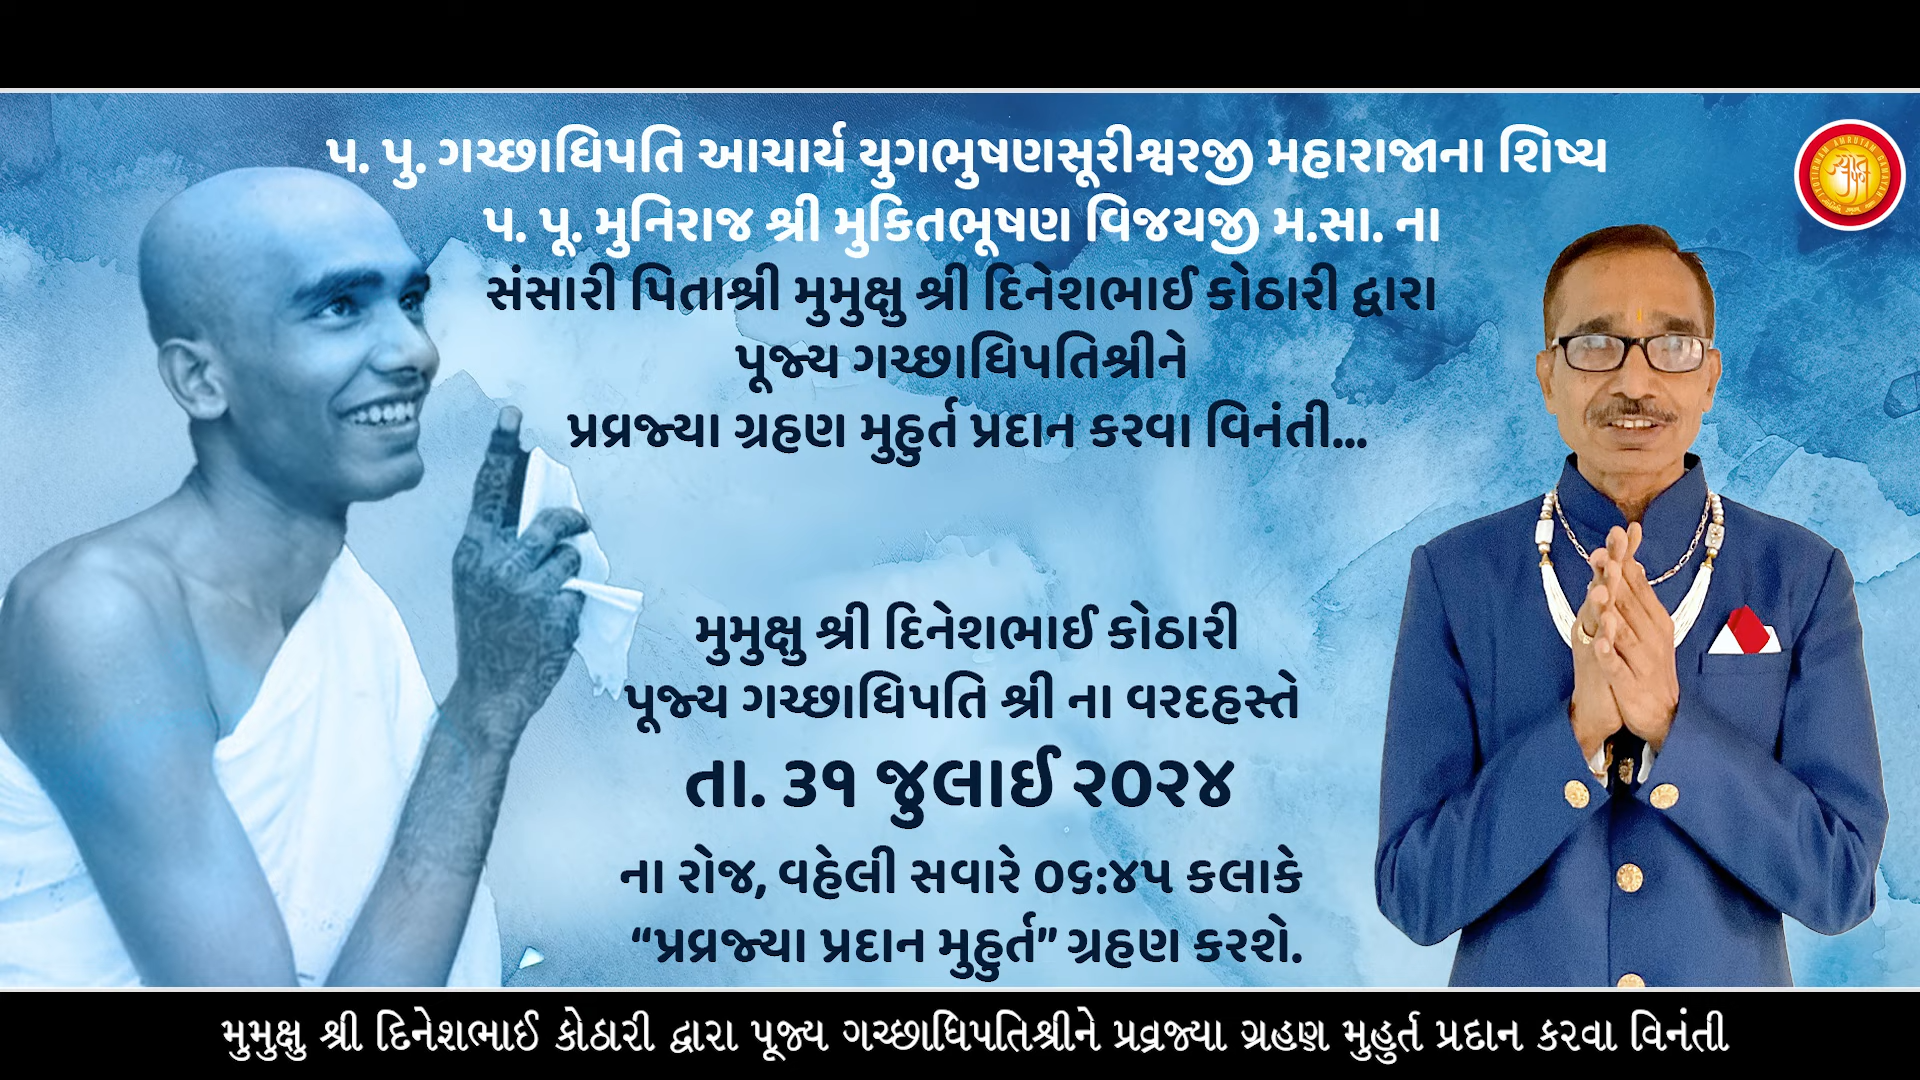 પ. પુ. ગચ્છાધિપતિ આચાર્ય યુગભુષણસૂરીશ્વરજી મહારાજાના શિષ્ય
પ. પૂ. મુનિરાજ શ્રી મુકિતભૂષણ વિજયજી મ.સા. ના
સંસારી પિતાશ્રી મુમુક્ષુ શ્રી દિનેશભાઈ કોઠારી દ્વારા
પૂજ્ય ગચ્છાધિપતિશ્રીને
પ્રવ્રજ્યા ગ્રહણ મુહુર્ત પ્રદાન કરવા વિનંતી...
મુમુક્ષુ શ્રી દિનેશભાઈ કોઠારી
પૂજ્ય ગચ્છાધિપતિ શ્રી ના વરદહસ્તે
તા. ૩૧ જુલાઈ ૨૦૨૪
ના રોજ, વહેલી સવારે ૦૬:૪૫ કલાકે
“પ્રવ્રજ્યા પ્રદાન મુહુર્ત” ગ્રહણ કરશે.
મુમુક્ષુ શ્રી દિનેશભાઈ કોઠારી દ્વારા પૂજ્ય ગચ્છાધિપતિશ્રીને પ્રવ્રજ્યા ગ્રહણ મુહુર્ત પ્રદાન કરવા વિનંતી